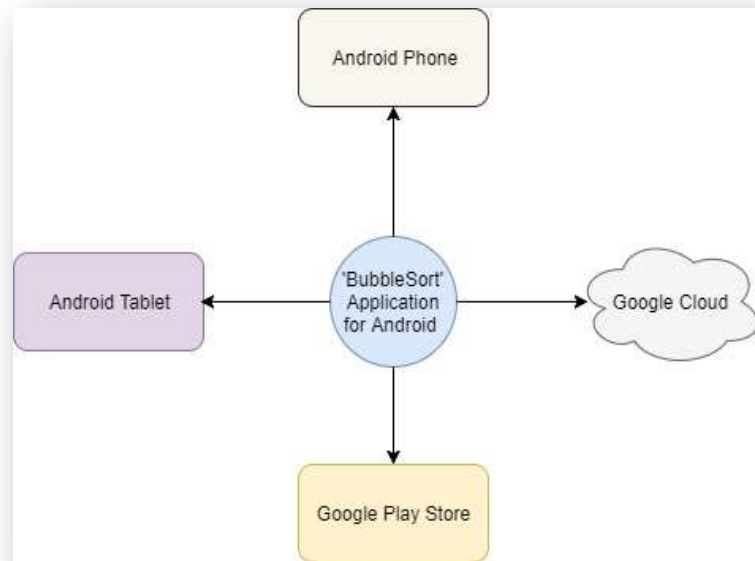 Android Phone
Android Tablet
'BubbleSort'
Application
for Android
Google Cloud
Google Play Store